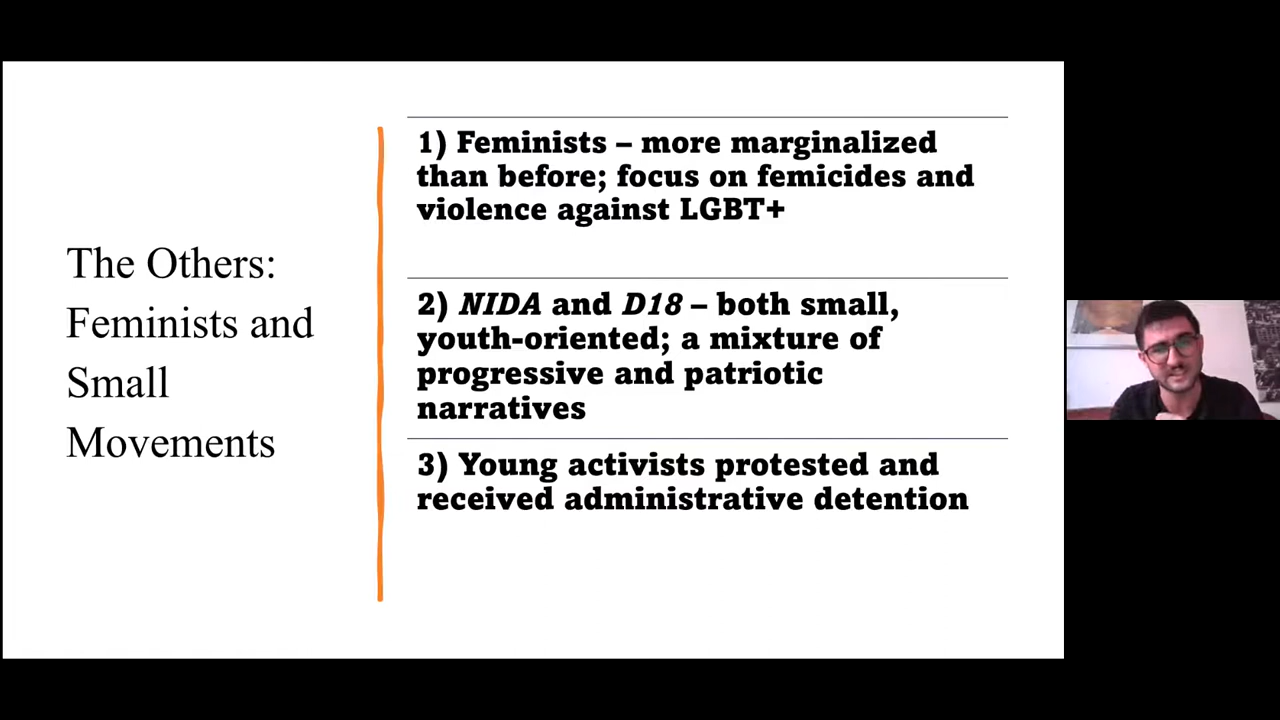 The Others:
Feminists and
Small
Movements
1) Feminists – more marginalized
than before; focus on femicides and
violence against LGBT+
2) NIDA and D18 – both small,
youth-oriented; a mixture of
progressive and patriotic
narratives
3) Young activists protested and
received administrative detention